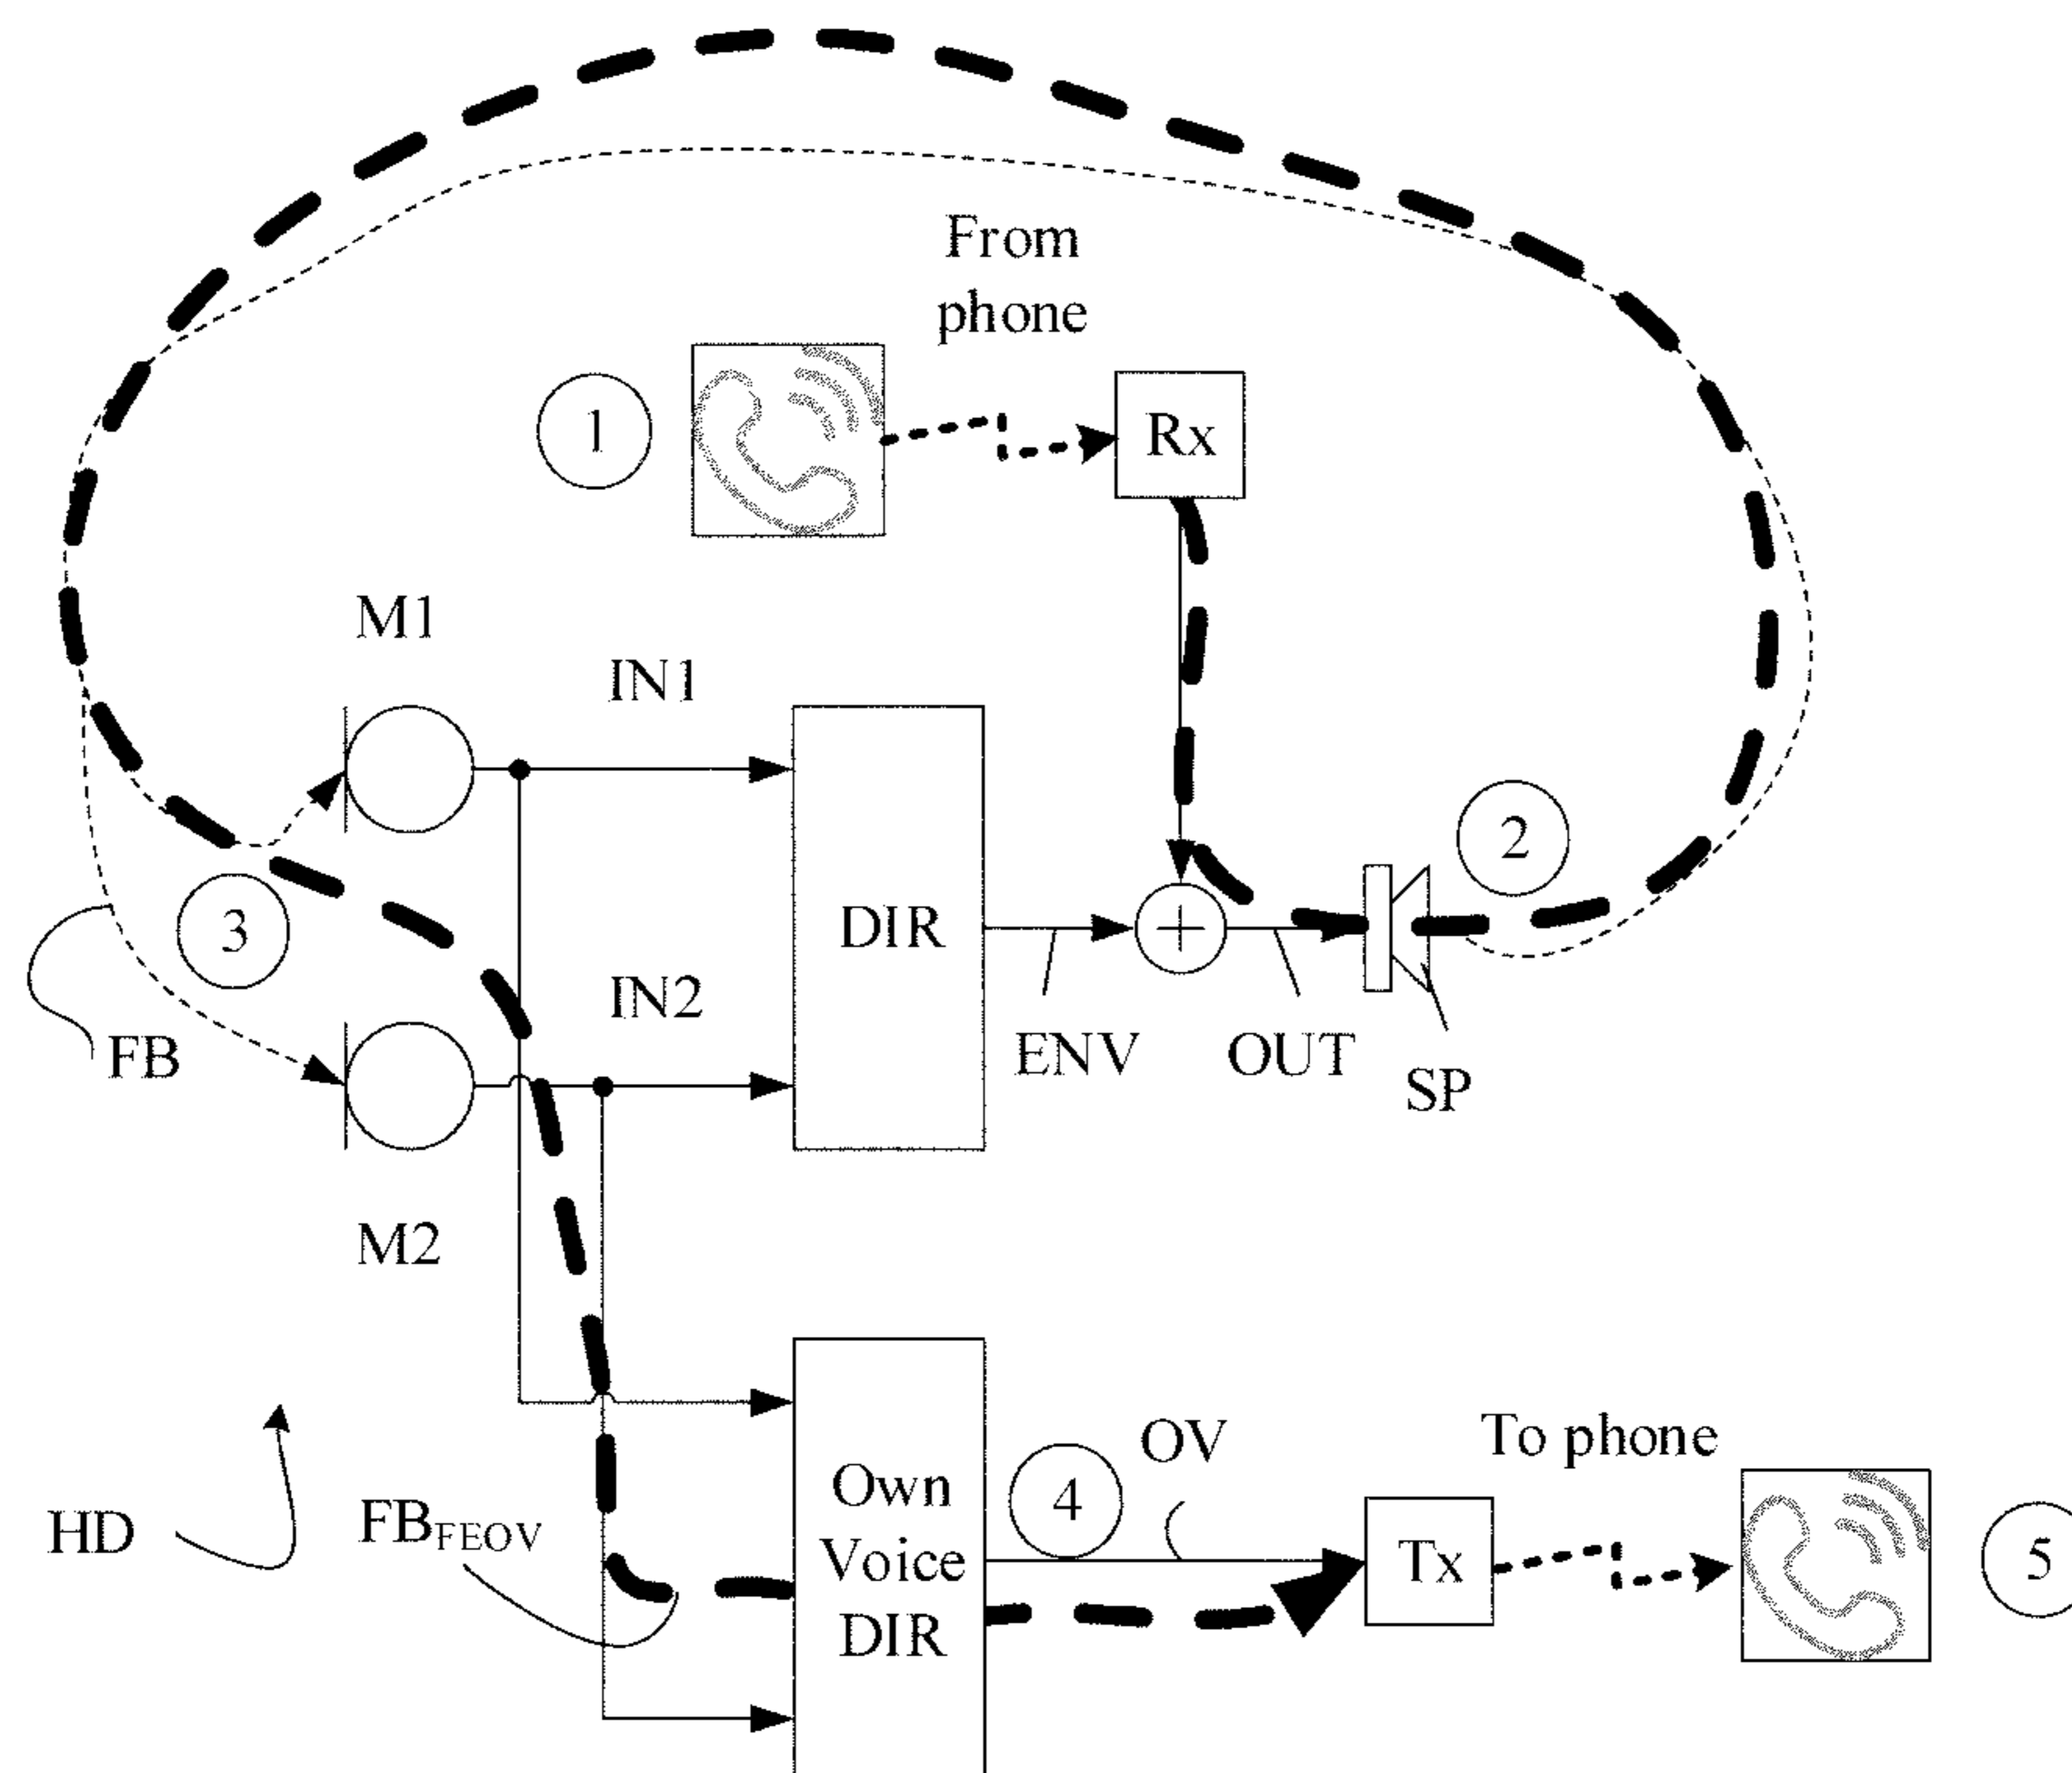 From
phone
1
Rx
M1
IN1
2
DIR
+
3
IN2
FB
ENV
OUT
SP
M2
OV
To phone
4
Own
Voice
DIR
HD
FB_FEOV
Tx
5